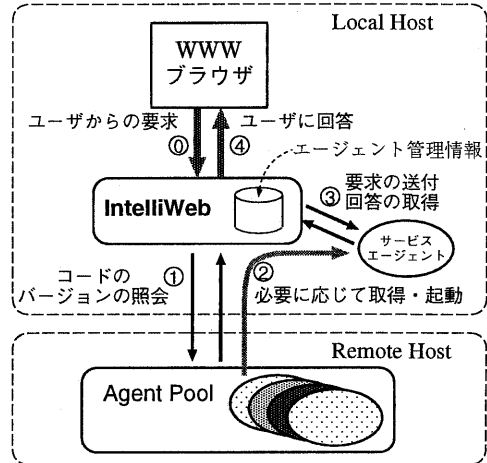 Local Host
WWW
ブラウザ
ユーザからの要求
ユーザに回答
⓪
④
エージェント管理情報
IntelliWeb
③
要求の送付
回答の取得
サービス
エージェント
コードの
バージョンの照会
①
②
必要に応じて取得・起動
Remote Host
Agent Pool